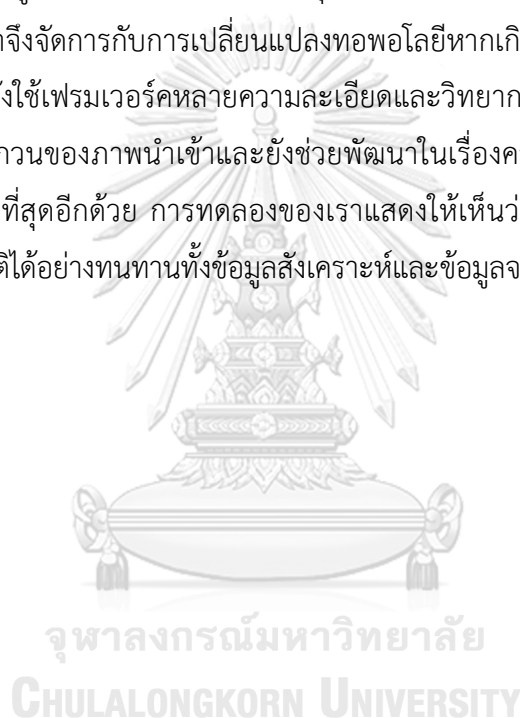 าจึงจัดการกับการเปลี่ยนแปลงทอพอโลยีหากเกิ
ังใช้เฟรมเวอร์คหลายความละเอียดและวิทยาก
กวนของภาพนำเข้าและยังช่วยพัฒนาในเรื่องค
ที่สุดอีกด้วย การทดลองของเราแสดงให้เห็นว่
ติได้อย่างทนทานทั้งข้อมูลสังเคราะห์และข้อมูลจ
จุฬาลงกรณ์มหาวิทยาลัย
CHULALONGKORN UNIVERSITY